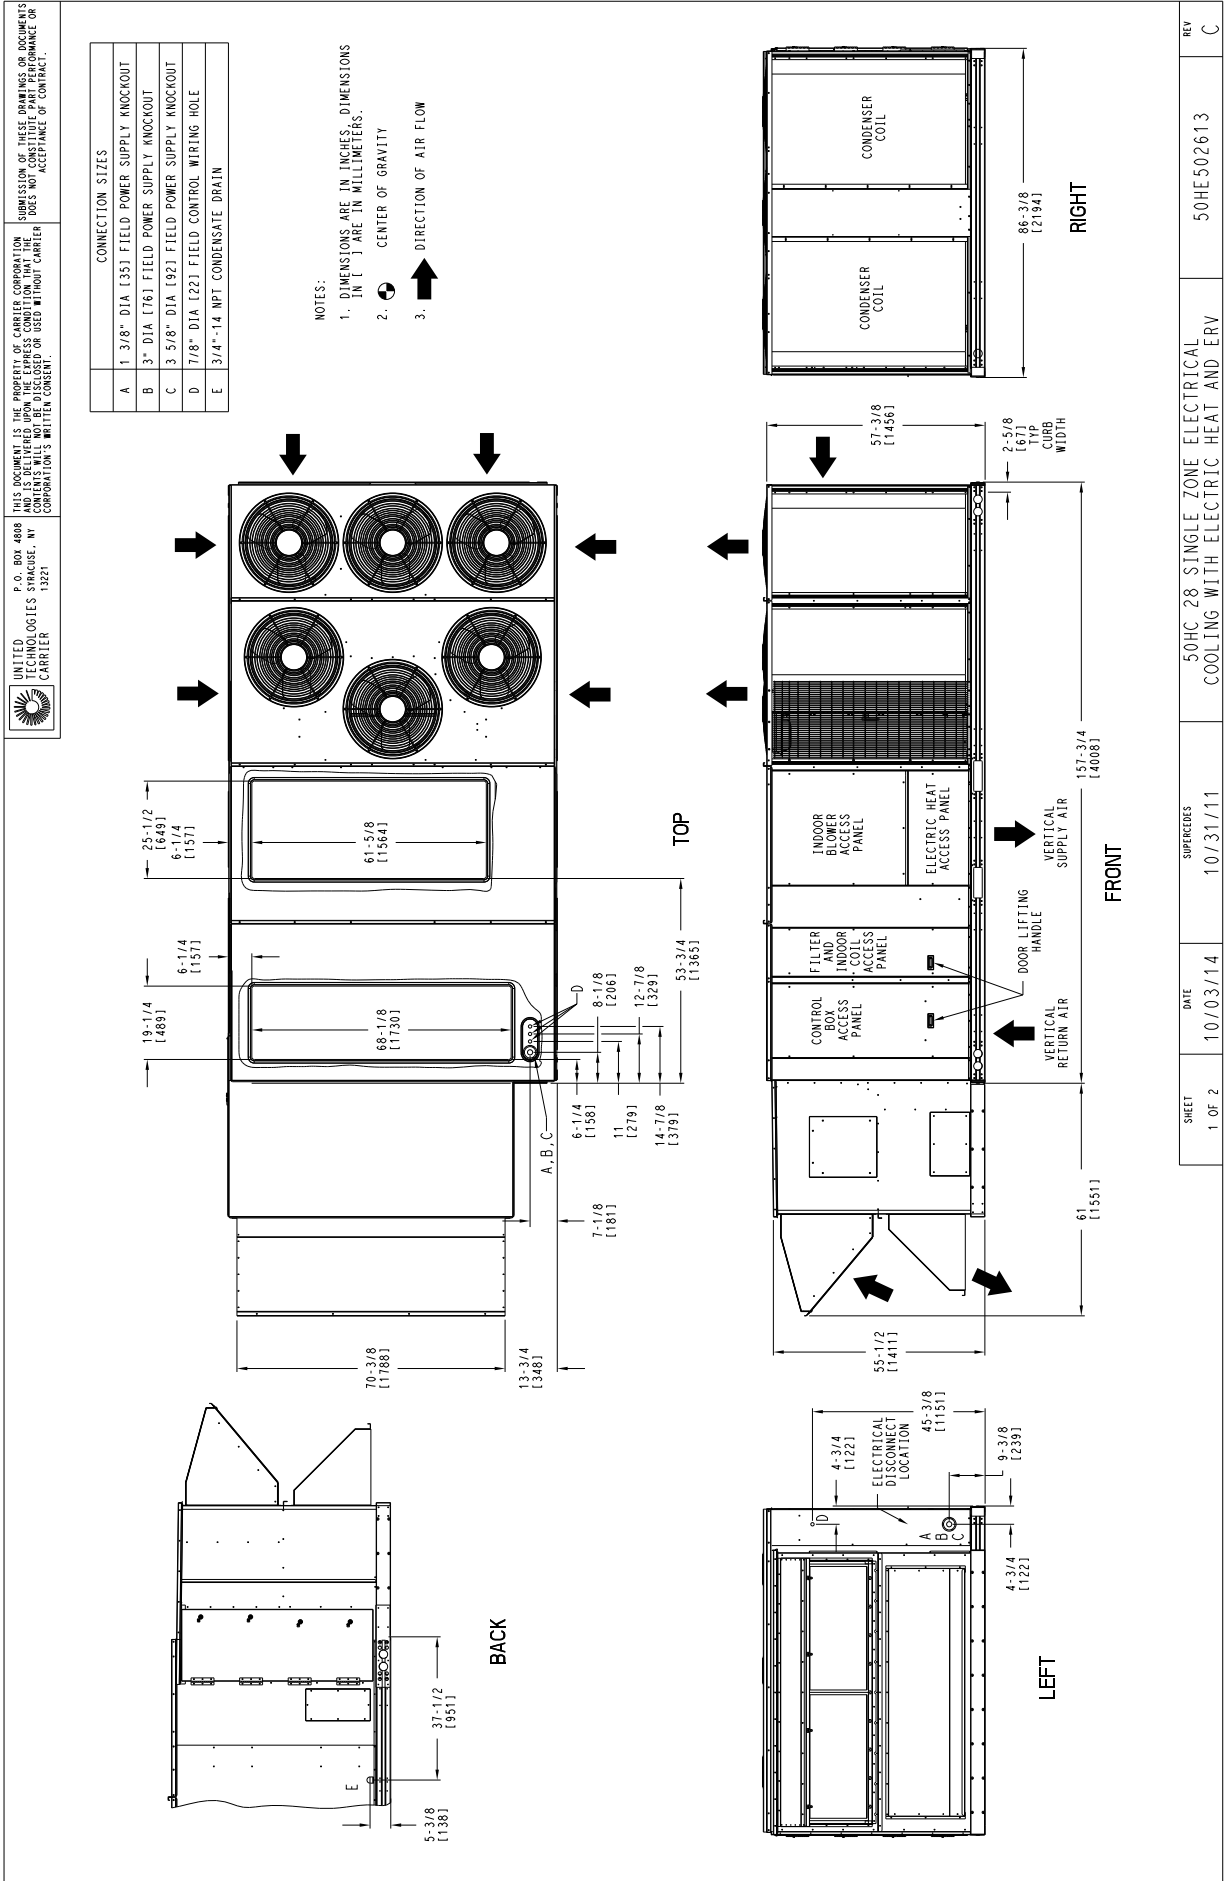 UNITED
TECHNOLOGIES
CARRIER
P.O. BOX 4808
SYRACUSE, NY
13221
THIS DOCUMENT IS THE PROPERTY OF CARRIER CORPORATION
AND IS DELIVERED UPON THE EXPRESS CONDITION THAT THE
CONTENTS WILL NOT BE DISCLOSED OR USED WITHOUT CARRIER
CORPORATION'S WRITTEN CONSENT.
SUBMISSION OF THESE DRAWINGS OR DOCUMENTS
DOES NOT CONSTITUTE PART PERFORMANCE OR
ACCEPTANCE OF CONTRACT.
CONNECTION SIZES
A 1 3/8" DIA [35] FIELD POWER SUPPLY KNOCKOUT
B 3" DIA [76] FIELD POWER SUPPLY KNOCKOUT
C 3 5/8" DIA [92] FIELD POWER SUPPLY KNOCKOUT
D 7/8" DIA [22] FIELD CONTROL WIRING HOLE
E 3/4"-14 NPT CONDENSATE DRAIN
NOTES:
1. DIMENSIONS ARE IN INCHES, DIMENSIONS
IN [ ] ARE IN MILLIMETERS.
2. CENTER OF GRAVITY
3. DIRECTION OF AIR FLOW
5-3/8
[138]
E
37-1/2
[951]
BACK
70-3/8
[1788]
13-3/4
[348]
7-1/8
[181]
A,B,C
6-1/4
[158]
11
[279]
14-7/8
[379]
19-1/4
[489]
6-1/4
[157]
68-1/8
[1730]
D
8-1/8
[206]
12-7/8
[329]
53-3/4
[1365]
25-1/2
[649]
6-1/4
[157]
61-5/8
[1564]
TOP
4-3/4
[122]
D
ELECTRICAL
DISCONNECT
LOCATION
45-3/8
[1151]
A
B
C
9-3/8
[239]
4-3/4
[122]
LEFT
55-1/2
[1411]
61
[1551]
CONTROL
BOX
ACCESS
PANEL
FILTER
AND
INDOOR
COIL
ACCESS
PANEL
INDOOR
BLOWER
ACCESS
PANEL
ELECTRIC HEAT
ACCESS PANEL
DOOR LIFTING
HANDLE
VERTICAL
RETURN AIR
VERTICAL
SUPPLY AIR
157-3/4
[4008]
57-3/8
[1456]
2-5/8
[67]
TYP
CURB
WIDTH
FRONT
CONDENSER
COIL
CONDENSER
COIL
86-3/8
[2194]
RIGHT
SHEET
1 OF 2
DATE
10/03/14
SUPERCEDES
10/31/11
50HC 28 SINGLE ZONE ELECTRICAL
COOLING WITH ELECTRIC HEAT AND ERV
50HE502613
REV
C